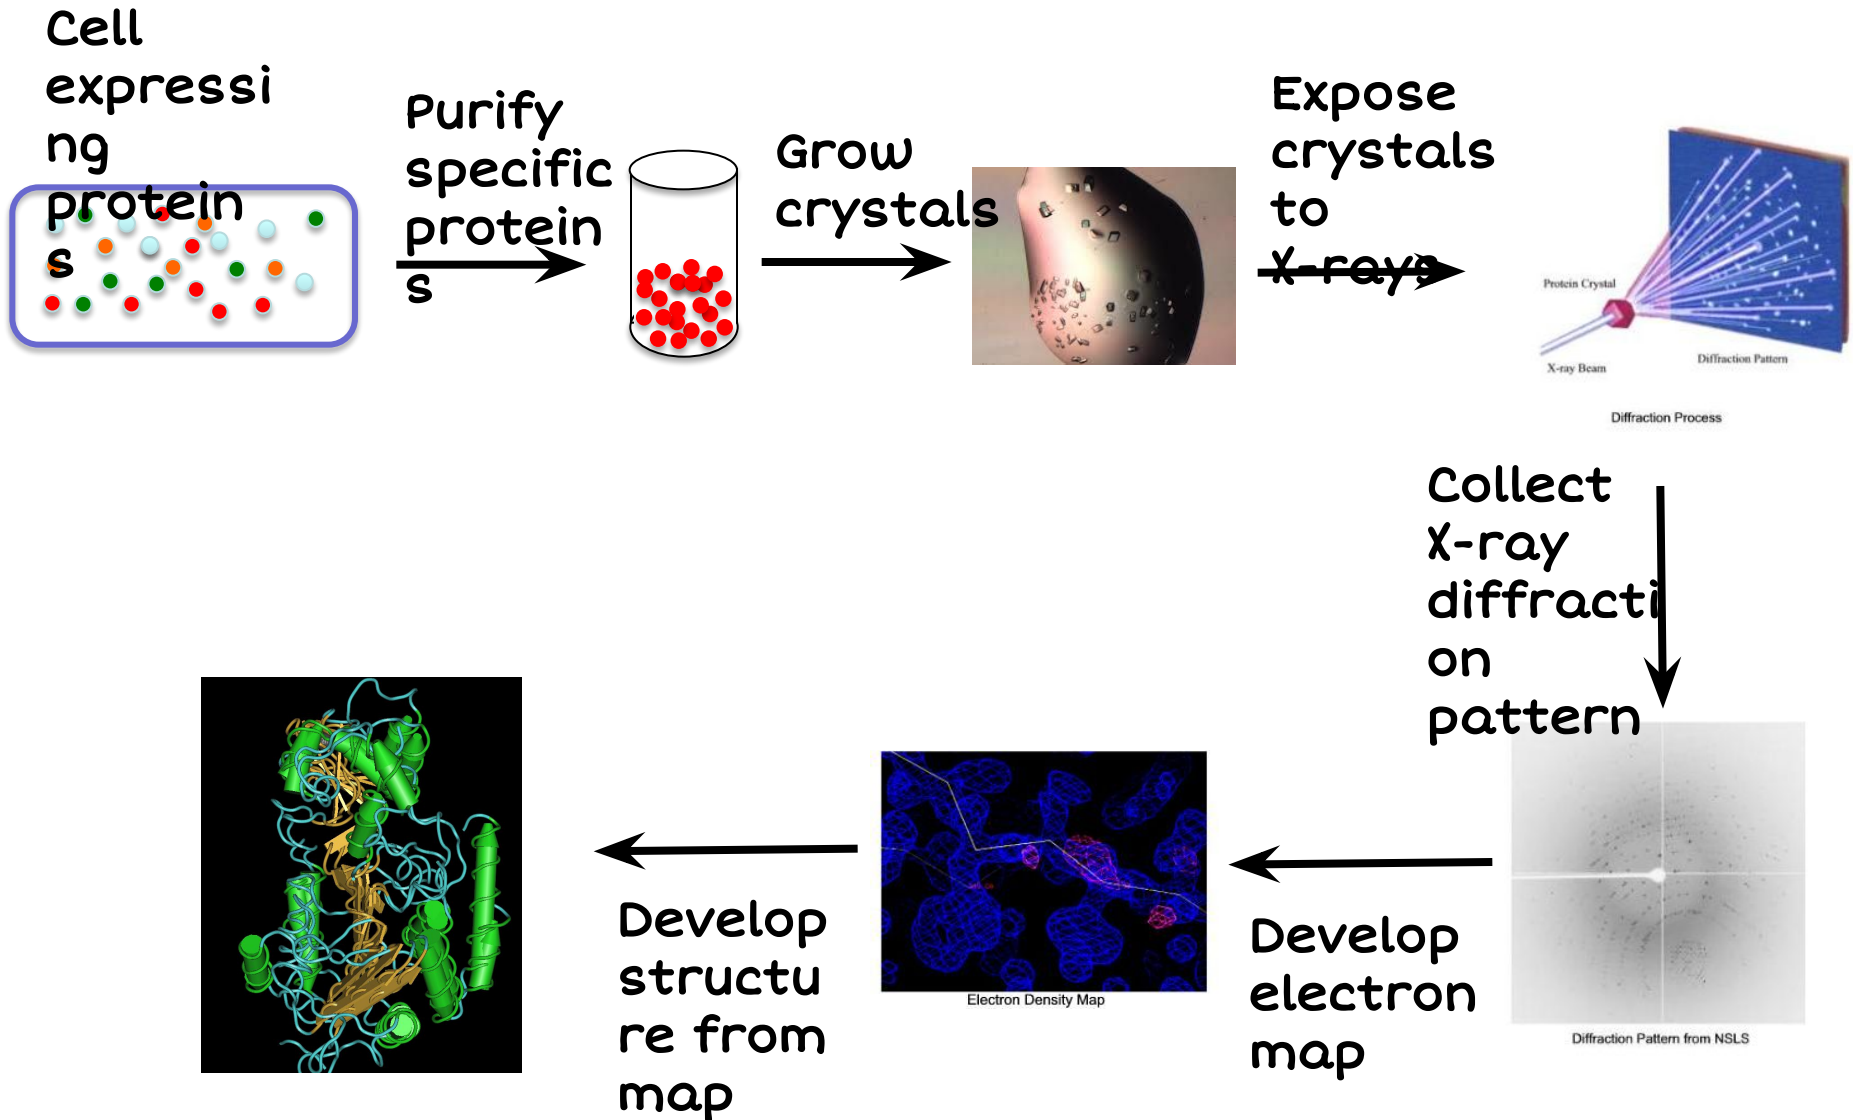 Cell
expressi
ng
protein
s
Purify
specific
protein
s
Grow
crystals
Expose
crystals
to
X-rays
Protein Crystal
X-ray Beam
Diffraction Pattern
Diffraction Process
Collect
X-ray
diffracti
on
pattern
Diffraction Pattern from NSLS
Develop
electron
map
Electron Density Map
Develop
structu
re from
map